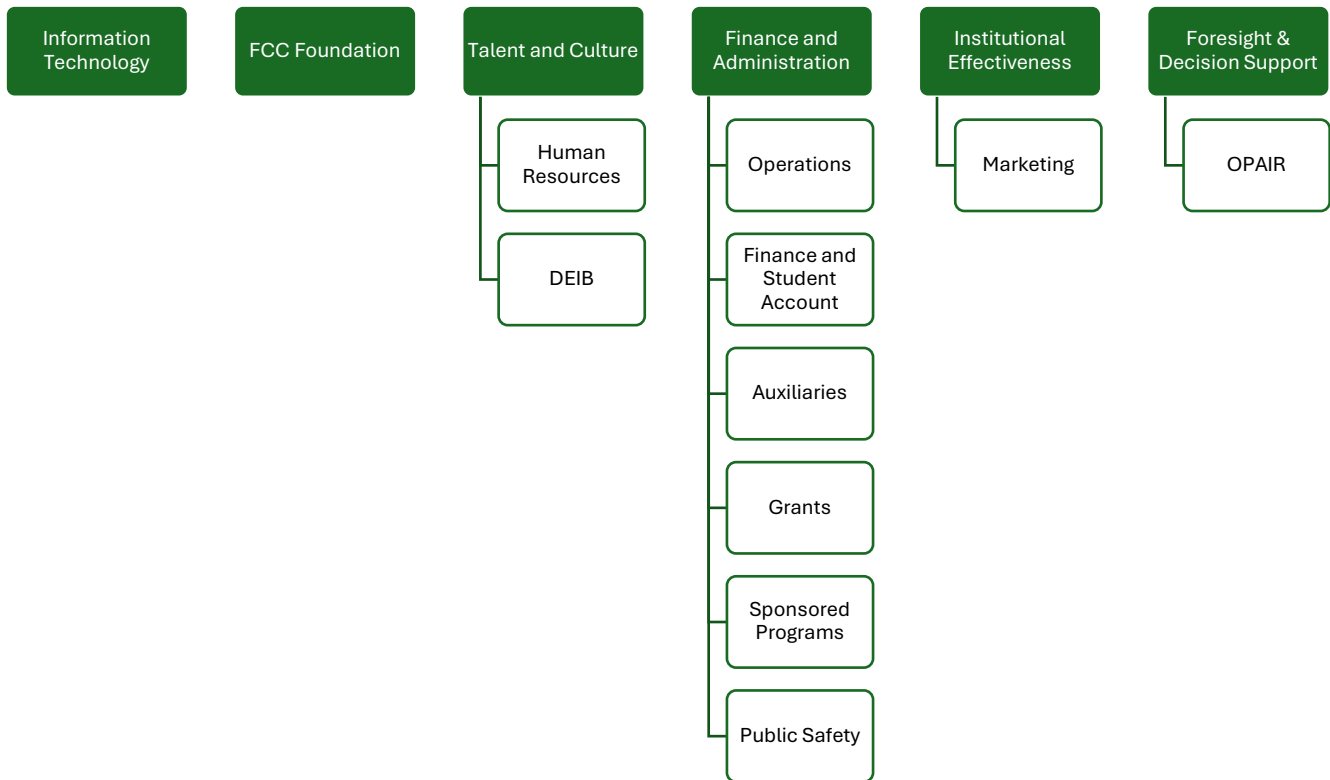 Information
Technology
FCC Foundation
Talent and Culture
Human
Resources
DEIB
Finance and
Administration
Operations
Finance and
Student
Account
Auxiliaries
Grants
Sponsored
Programs
Public Safety
Institutional
Effectiveness
Marketing
Foresight &
Decision Support
OPAIR